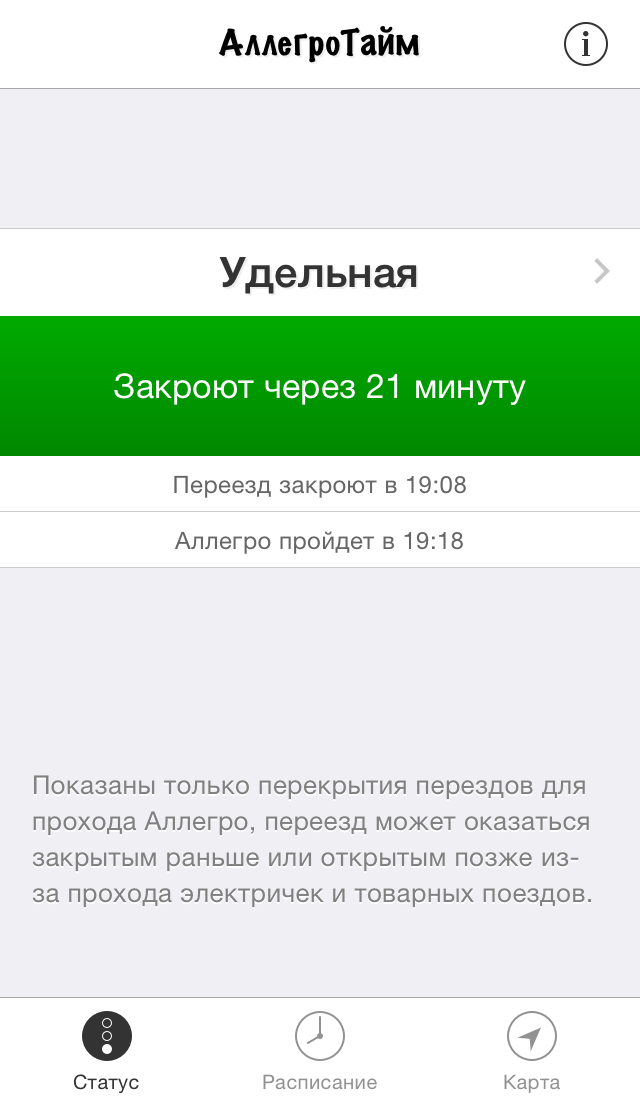 АллегроТайм
i
Удельная
Закроют через 21 минуту
Переезд закроют в 19:08
Аллегро пройдет в 19:18
Показаны только перекрытия перездов для
прохода Аллегро, переезд может оказаться
закрытым раньше или открытым позже из-
за прохода электричек и товарных поездов.
Статус
Расписание
Карта